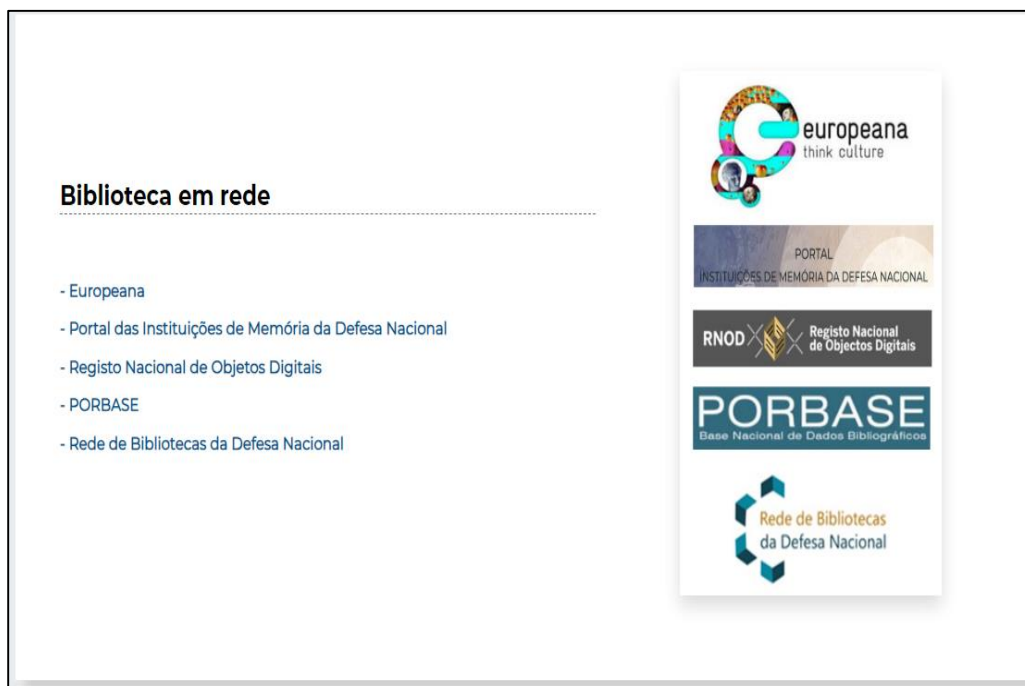 Biblioteca em rede
- Europeana
- Portal das Instituições de Memória da Defesa Nacional
- Registo Nacional de Objetos Digitais
- PORBASE
- Rede de Bibliotecas da Defesa Nacional
europeana
think culture
PORTAL
INSTITUIÇÕES DE MEMÓRIA DA DEFESA NACIONAL
RNOD Registo Nacional
de Objectos Digitais
PORBASE
Base Nacional de Dados Bibliográficos
Rede de Bibliotecas
da Defesa Nacional